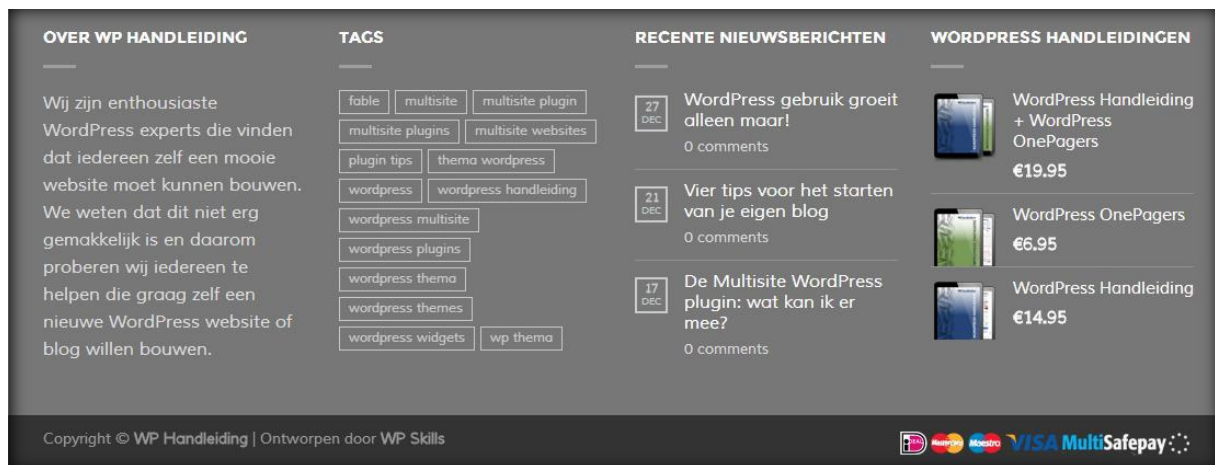 OVER WP HANDLEIDING
Wij zijn enthousiaste
WordPress experts die vinden
dat iedereen zelf een mooie
website moet kunnen bouwen.
We weten dat dit niet erg
gemakkelijk is en daarom
proberen wij iedereen te
helpen die graag zelf een
nieuwe WordPress website of
blog willen bouwen.
TAGS
fable multisite multisite plugin
multisite plugins multisite websites
plugin tips thema wordpress
wordpress wordpress handleiding
wordpress multisite
wordpress plugins
wordpress thema
wordpress themes
wordpress widgets wp thema
RECENTE NIEUWSBERICHTEN
27
DEC
WordPress gebruik groeit
alleen maar!
0 comments
21
DEC
Vier tips voor het starten
van je eigen blog
0 comments
17
DEC
De Multisite WordPress
plugin: wat kan ik er
mee?
0 comments
WORDPRESS HANDLEIDINGEN
WordPress Handleiding
+ WordPress
OnePagers
€19.95
WordPress OnePagers
€6.95
WordPress Handleiding
€14.95
Copyright © WP Handleiding | Ontworpen door WP Skills
iDEAL MasterCard Maestro VISA MultiSafepay